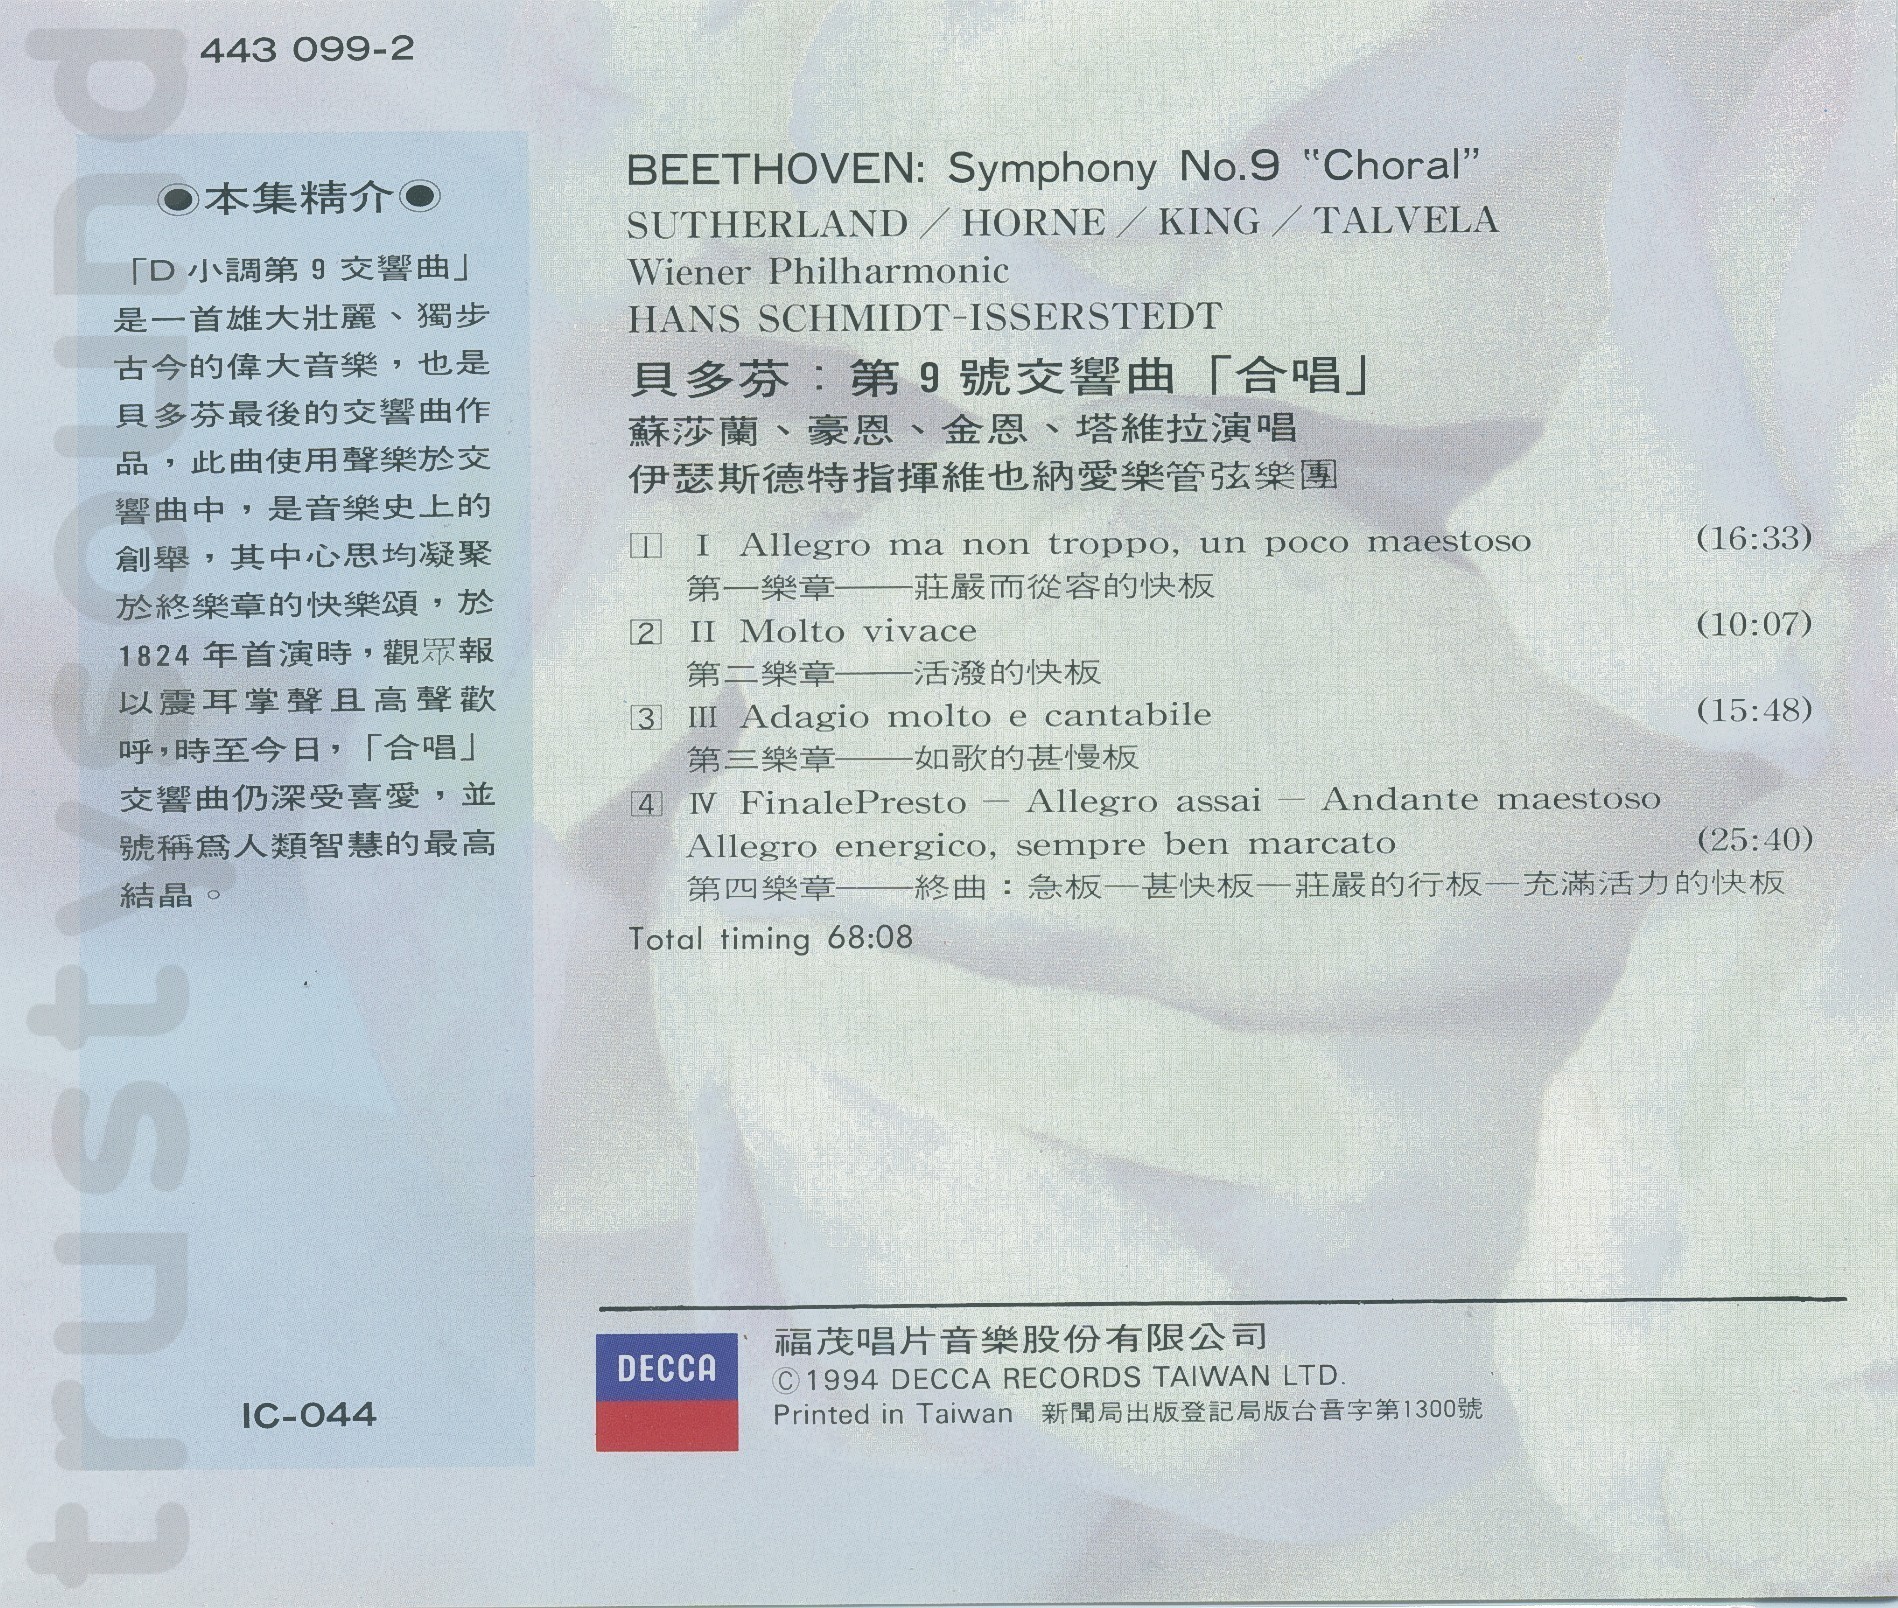 443 099-2
◉本集精介◉
「D 小調第 9 交響曲」
是一首雄大壯麗、獨步
古今的偉大音樂，也是
貝多芬最後的交響曲作
品，此曲使用聲樂於交
響曲中，是音樂史上的
創舉，其中心思均凝聚
於終樂章的快樂頌，於
1824 年首演時，觀眾報
以震耳掌聲且高聲歡
呼，時至今日，「合唱」
交響曲仍深受喜愛，並
號稱爲人類智慧的最高
結晶。
IC-044
BEETHOVEN: Symphony No.9 "Choral"
SUTHERLAND／HORNE／KING／TALVELA
Wiener Philharmonic
HANS SCHMIDT-ISSERSTEDT
貝多芬：第 9 號交響曲「合唱」
蘇莎蘭、豪恩、金恩、塔維拉演唱
伊瑟斯德特指揮維也納愛樂管弦樂團
1 I Allegro ma non troppo, un poco maestoso (16:33)
第一樂章——莊嚴而從容的快板
2 II Molto vivace (10:07)
第二樂章——活潑的快板
3 III Adagio molto e cantabile (15:48)
第三樂章——如歌的甚慢板
4 IV FinalePresto — Allegro assai — Andante maestoso
Allegro energico, sempre ben marcato (25:40)
第四樂章——終曲：急板—甚快板—莊嚴的行板—充滿活力的快板
Total timing 68:08
DECCA
福茂唱片音樂股份有限公司
©1994 DECCA RECORDS TAIWAN LTD.
Printed in Taiwan 新聞局出版登記局版台音字第1300號
trustysound